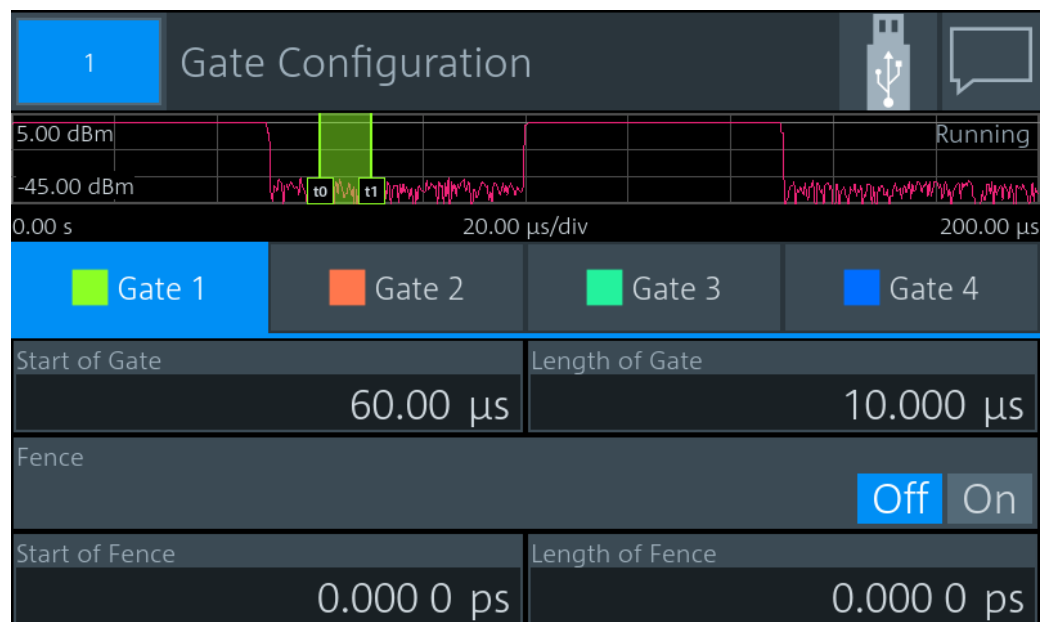 1 Gate Configuration
5.00 dBm Running
-45.00 dBm t0 t1
0.00 s 20.00 µs/div 200.00 µs
Gate 1 Gate 2 Gate 3 Gate 4
Start of Gate Length of Gate
60.00 µs 10.000 µs
Fence
Off On
Start of Fence Length of Fence
0.000 0 ps 0.000 0 ps